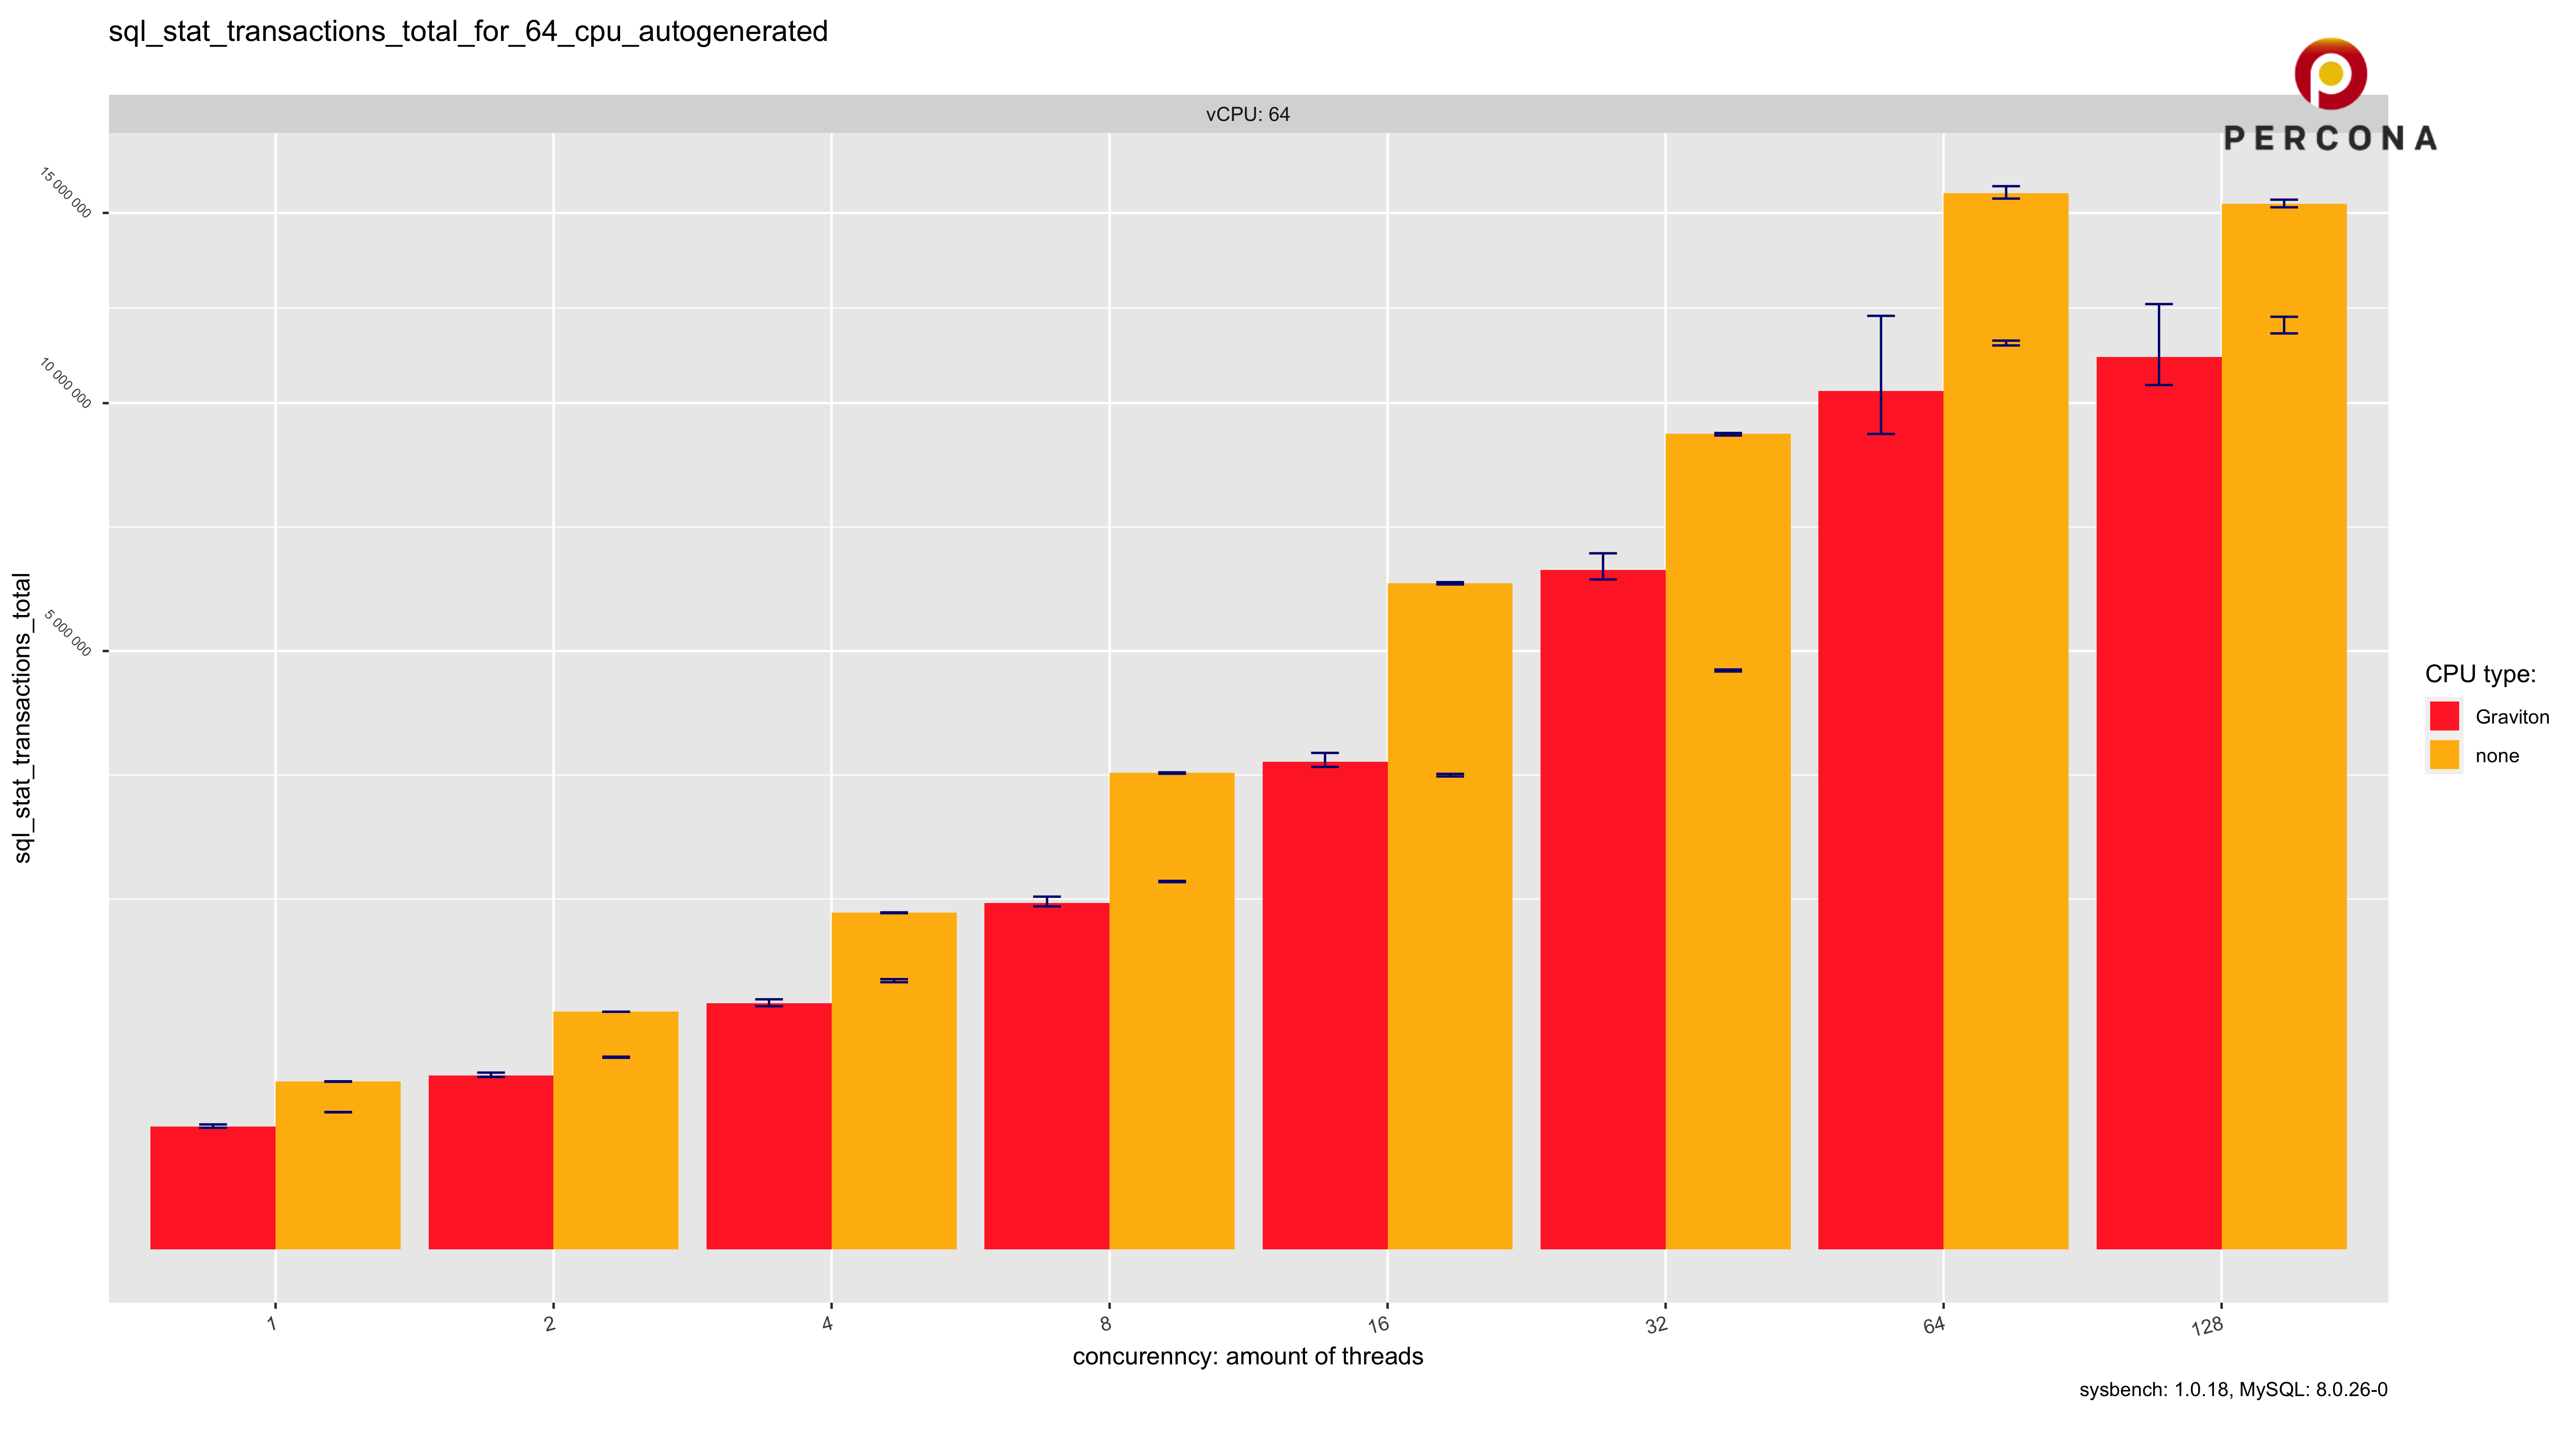 sql_stat_transactions_total_for_64_cpu_autogenerated
PERCONA
vCPU: 64
15 000 000
10 000 000
5 000 000
sql_stat_transactions_total
CPU type:
Graviton
none
1 2 4 8 16 32 64 128
concurenncy: amount of threads
sysbench: 1.0.18, MySQL: 8.0.26-0